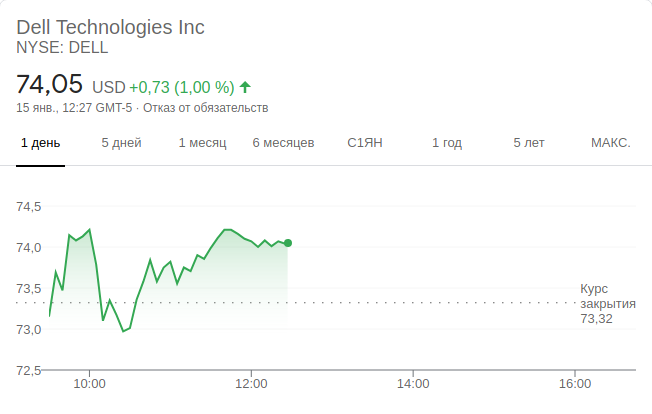 Dell Technologies Inc
NYSE: DELL
74,05 USD +0,73 (1,00 %)
15 янв., 12:27 GMT-5 · Отказ от обязательств
1 день 5 дней 1 месяц 6 месяцев С1ЯН 1 год 5 лет МАКС.
74,5
74,0
73,5
Курс
закрытия
73,32
73,0
72,5
10:00 12:00 14:00 16:00